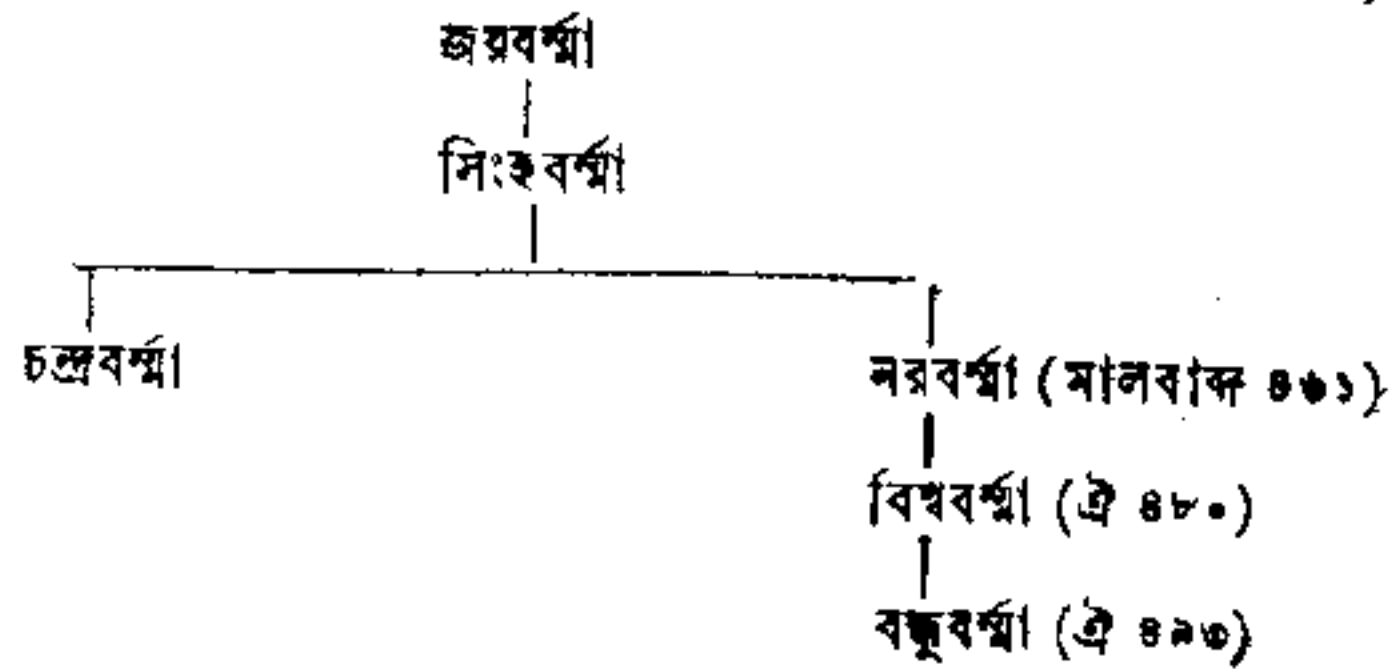 জয়বর্ম্মা
সিংহবর্ম্মা
চন্দ্রবর্ম্মা
নরবর্ম্মা (মালবাব্দ ৪৬১)
বিশ্ববর্ম্মা (ঐ ৪৮০)
বন্ধুবর্ম্মা (ঐ ৪৯৩)